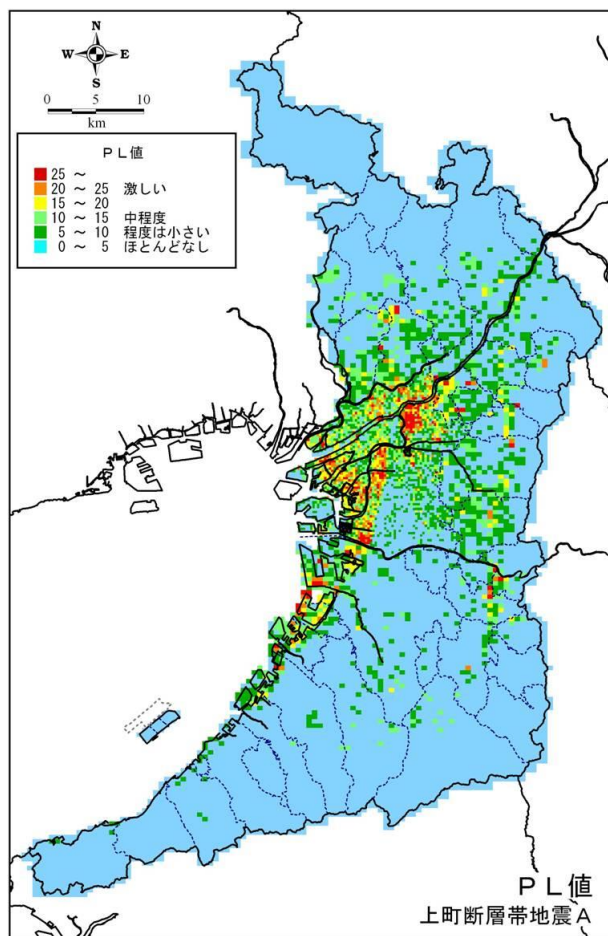 N
W E
S
0 5 10
km
PL値
25 ～
20 ～ 25 激しい
15 ～ 20
10 ～ 15 中程度
5 ～ 10 程度は小さい
0 ～ 5 ほとんどなし
PL値
上町断層帯地震A